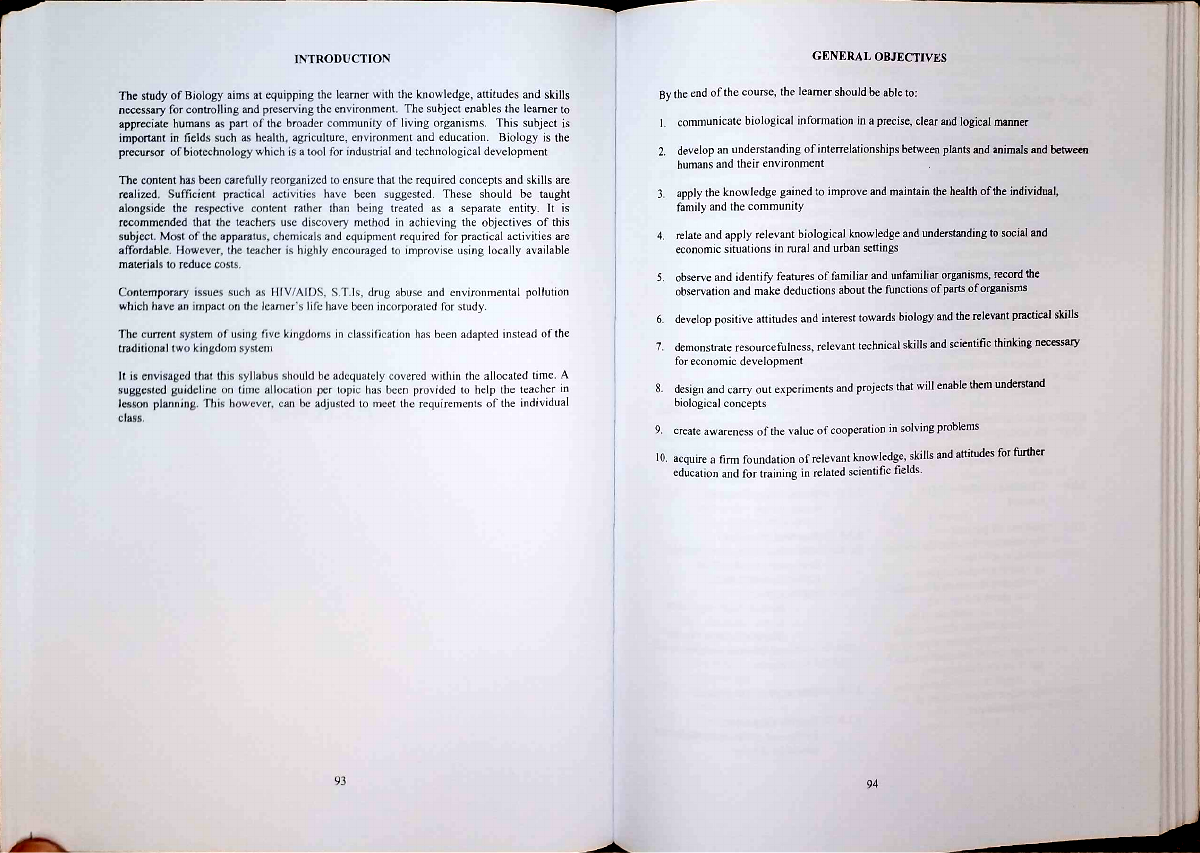 INTRODUCTION
The study of Biology aims at equipping the learner with the knowledge, attitudes and skills
necessary for controlling and preserving the environment. The subject enables the learner to
appreciate humans as part of the broader community of living organisms. This subject is
important in fields such as health, agriculture, environment and education. Biology is the
precursor of biotechnology which is a tool for industrial and technological development
The content has been carefully reorganized to ensure that the required concepts and skills are
realized. Sufficient practical activities have been suggested. These should be taught
alongside the respective content rather than being treated as a separate entity. It is
recommended that the teachers use discovery method in achieving the objectives of this
subject. Most of the apparatus, chemicals and equipment required for practical activities are
affordable. However, the teacher is highly encouraged to improvise using locally available
materials to reduce costs.
Contemporary issues such as HIV/AIDS, S.T.Is, drug abuse and environmental pollution
which have an impact on the learner's life have been incorporated for study.
The current system of using five kingdoms in classification has been adapted instead of the
traditional two kingdom system
It is envisaged that this syllabus should be adequately covered within the allocated time. A
suggested guideline on time allocation per topic has been provided to help the teacher in
lesson planning. This however, can be adjusted to meet the requirements of the individual
class.
93
GENERAL OBJECTIVES
By the end of the course, the learner should be able to:
1. communicate biological information in a precise, clear and logical manner
2. develop an understanding of interrelationships between plants and animals and between
humans and their environment
3. apply the knowledge gained to improve and maintain the health of the individual,
family and the community
4. relate and apply relevant biological knowledge and understanding to social and
economic situations in rural and urban settings
5. observe and identify features of familiar and unfamiliar organisms, record the
observation and make deductions about the functions of parts of organisms
6. develop positive attitudes and interest towards biology and the relevant practical skills
7. demonstrate resourcefulness, relevant technical skills and scientific thinking necessary
for economic development
8. design and carry out experiments and projects that will enable them understand
biological concepts
9. create awareness of the value of cooperation in solving problems
10. acquire a firm foundation of relevant knowledge, skills and attitudes for further
education and for training in related scientific fields.
94